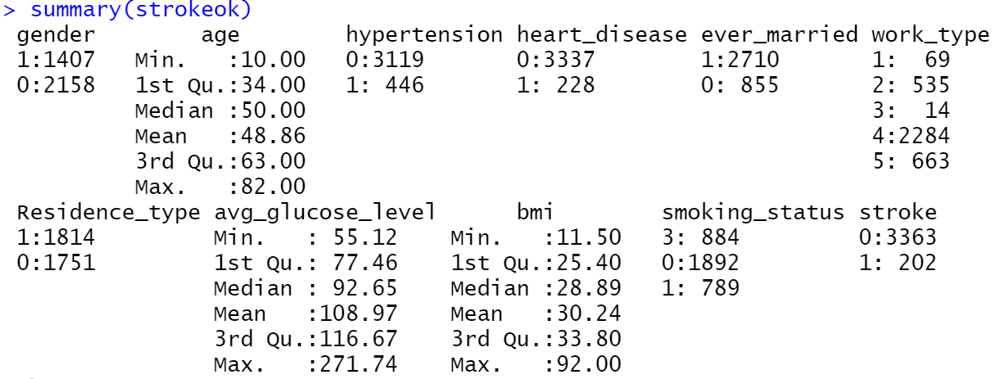 > summary(strokeok)
gender age hypertension heart_disease ever_married work_type
1:1407 Min. :10.00 0:3119 0:3337 1:2710 1: 69
0:2158 1st Qu.:34.00 1: 446 1: 228 0: 855 2: 535
Median :50.00 3: 14
Mean :48.86 4:2284
3rd Qu.:63.00 5: 663
Max. :82.00
Residence_type avg_glucose_level bmi smoking_status stroke
1:1814 Min. : 55.12 Min. :11.50 3: 884 0:3363
0:1751 1st Qu.: 77.46 1st Qu.:25.40 0:1892 1: 202
Median : 92.65 Median :28.89 1: 789
Mean :108.97 Mean :30.24
3rd Qu.:116.67 3rd Qu.:33.80
Max. :271.74 Max. :92.00